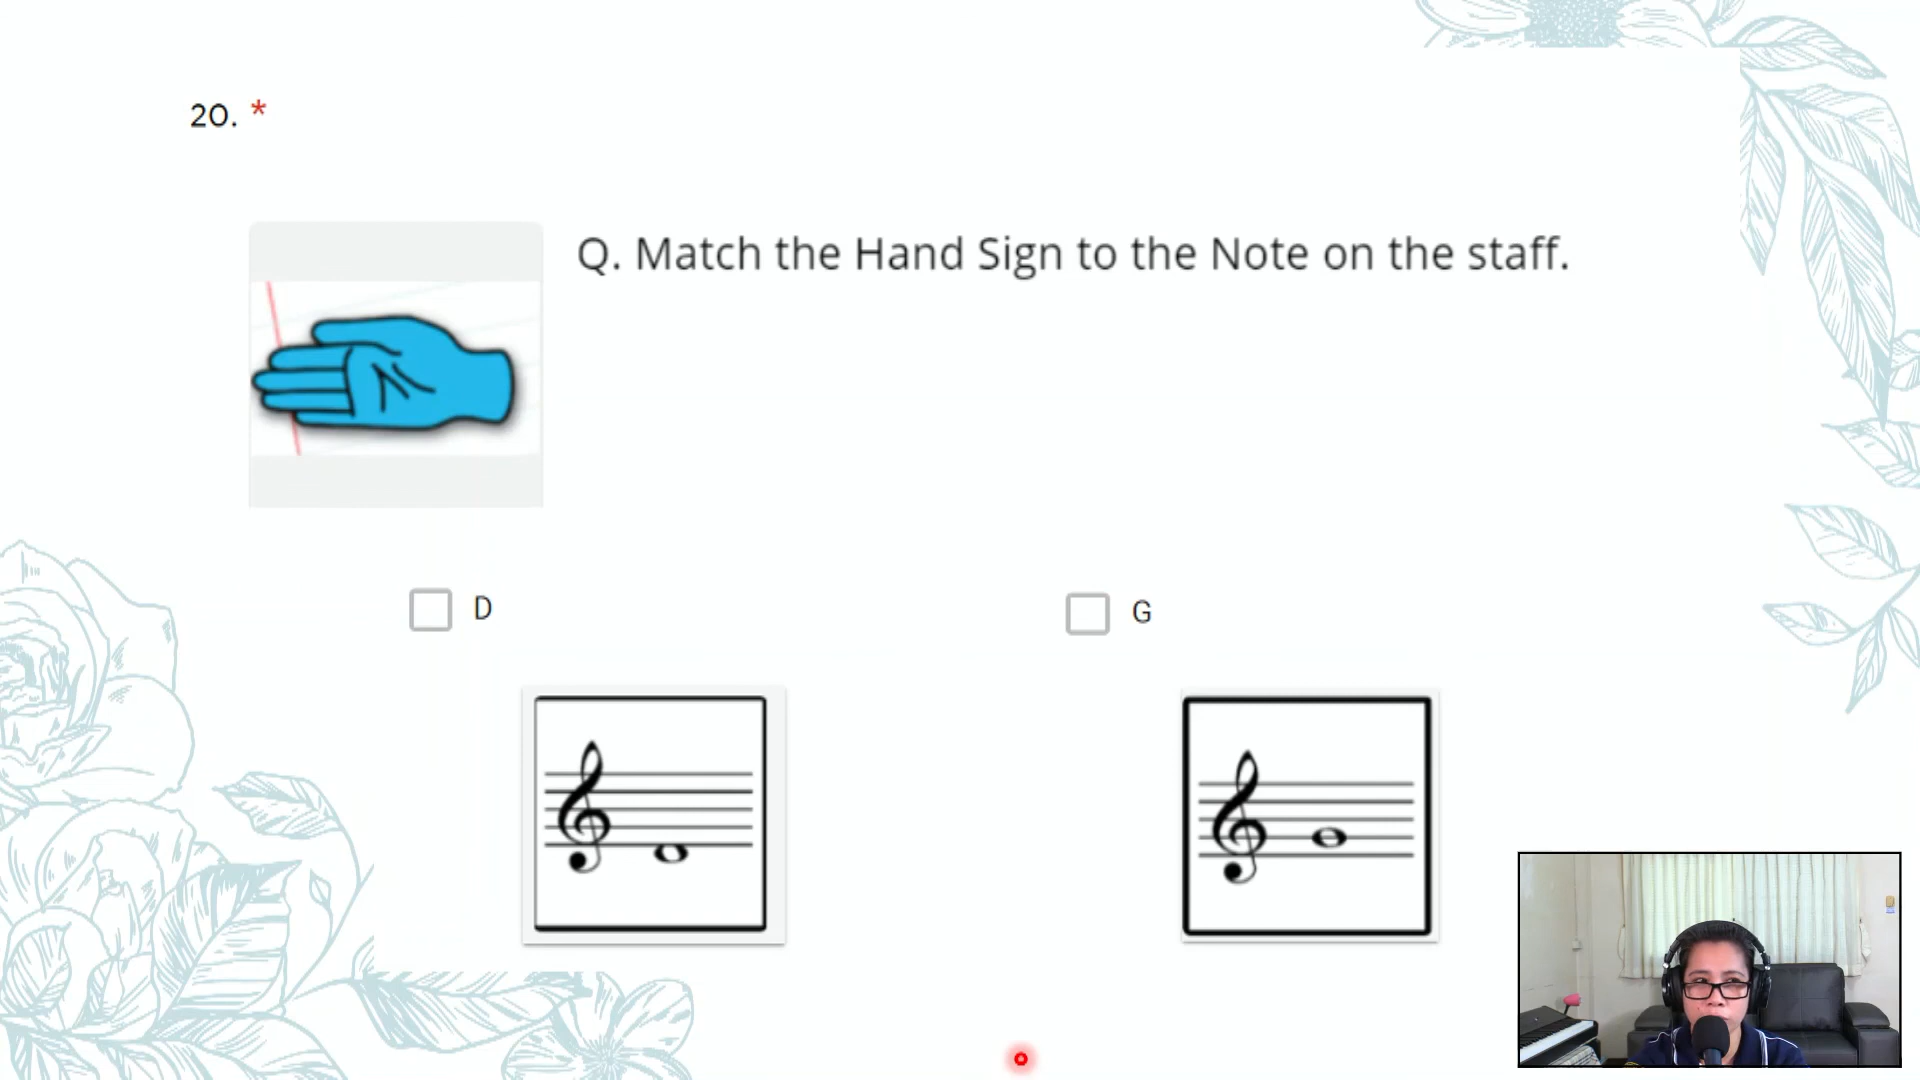 20. *
Q. Match the Hand Sign to the Note on the staff.
D
G